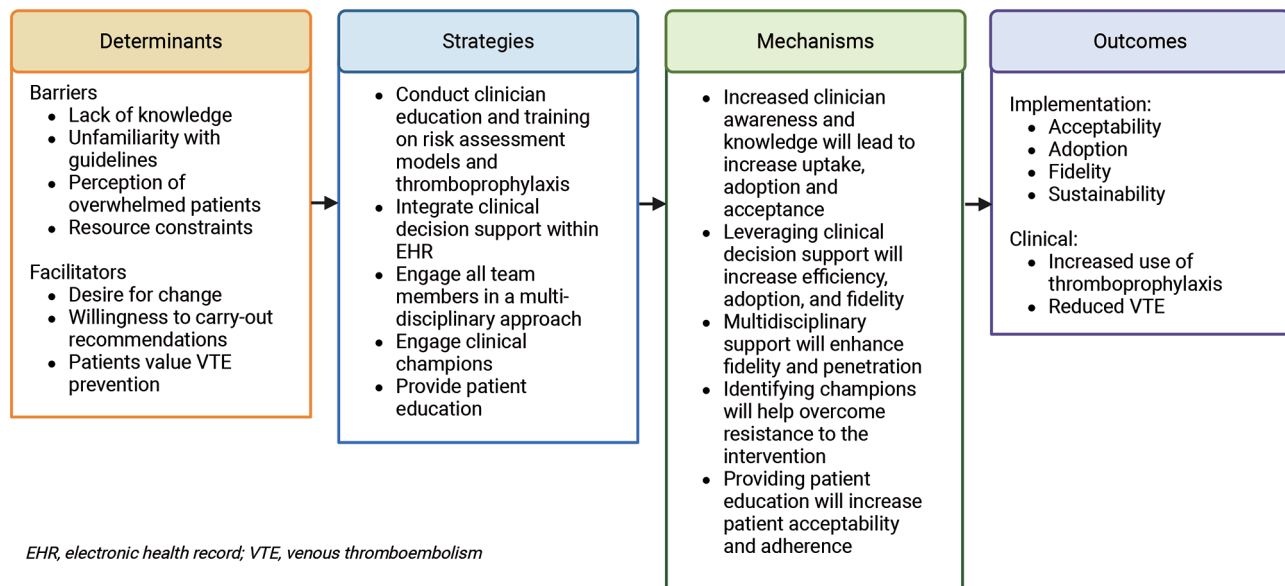 Determinants
Barriers
• Lack of knowledge
• Unfamiliarity with
guidelines
• Perception of
overwhelmed patients
• Resource constraints
Facilitators
• Desire for change
• Willingness to carry-out
recommendations
• Patients value VTE
prevention
Strategies
• Conduct clinician
education and training
on risk assessment
models and
thromboprophylaxis
• Integrate clinical
decision support within
EHR
• Engage all team
members in a multi-
disciplinary approach
• Engage clinical
champions
• Provide patient
education
Mechanisms
• Increased clinician
awareness and
knowledge will lead to
increase uptake,
adoption and
acceptance
• Leveraging clinical
decision support will
increase efficiency,
adoption, and fidelity
• Multidisciplinary
support will enhance
fidelity and penetration
• Identifying champions
will help overcome
resistance to the
intervention
• Providing patient
education will increase
patient acceptability
and adherence
Outcomes
Implementation:
• Acceptability
• Adoption
• Fidelity
• Sustainability
Clinical:
• Increased use of
thromboprophylaxis
• Reduced VTE
EHR, electronic health record; VTE, venous thromboembolism